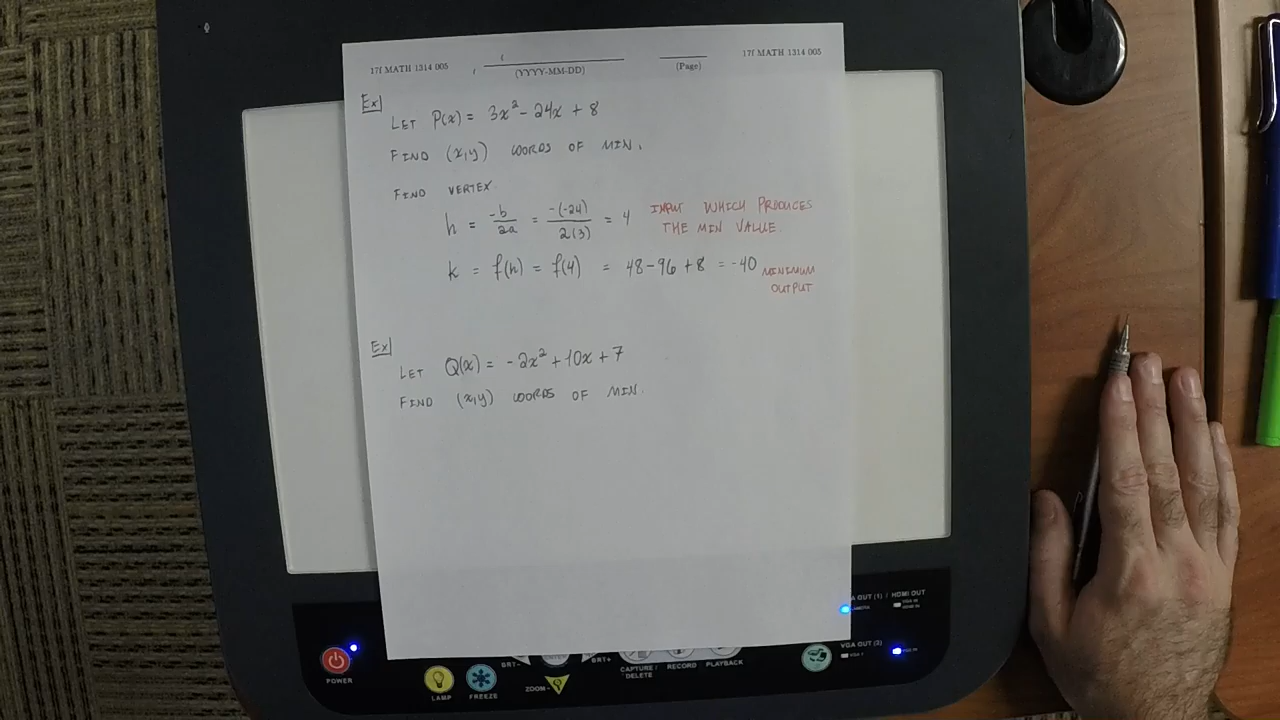 17f MATH 1314 005
(YYYY-MM-DD)
(Page)
17f MATH 1314 005
Ex
LET P(x) = 3x² - 24x + 8
FIND (x,y) COORDS OF MIN.
FIND VERTEX.
h = -b/2a = -(-24)/2(3) = 4 INPUT WHICH PRODUCES
THE MIN VALUE.
k = f(h) = f(4) = 48 - 96 + 8 = -40 MINIMUM
OUTPUT
Ex
LET Q(x) = -2x² + 10x + 7
FIND (x,y) COORDS OF MIN.
POWER
LAMP
FREEZE
BRT-
ZOOM-
BRT+
CAPTURE /
DELETE
RECORD
PLAYBACK
A OUT (1) / HDMI OUT
VGA OUT (2)